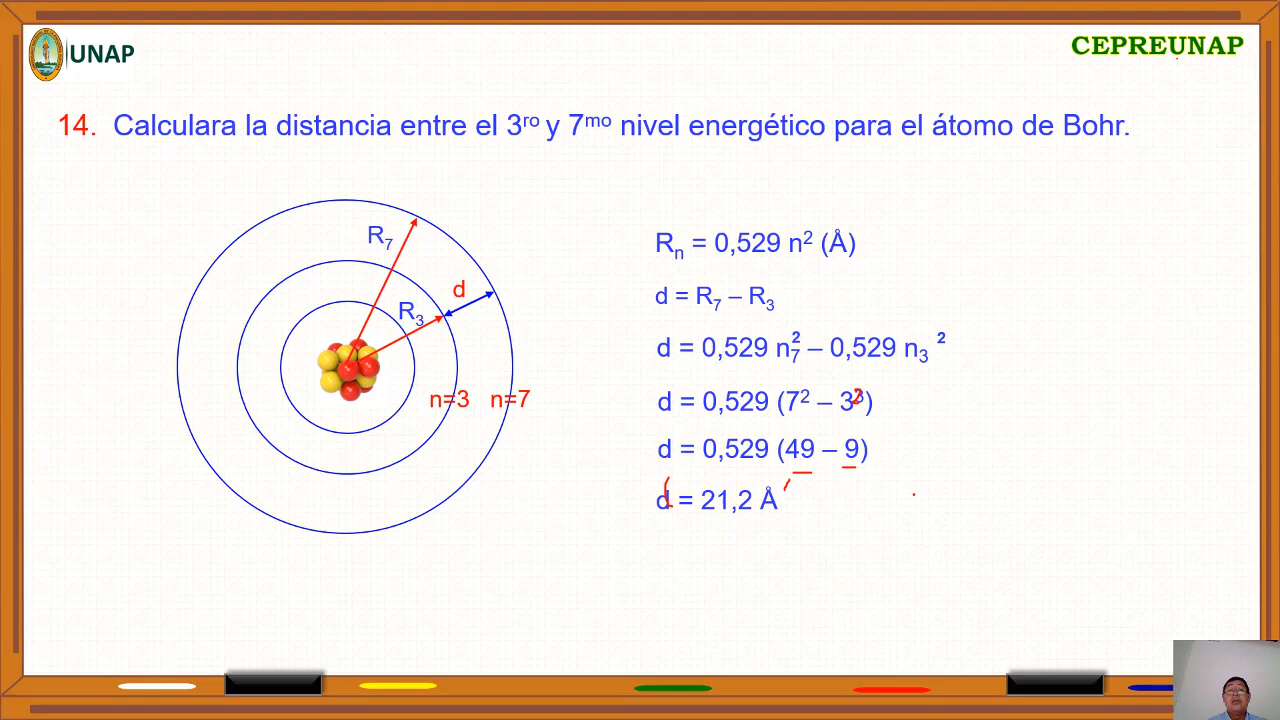 UNAP
CEPREUNAP
14. Calculara la distancia entre el 3ʳᵒ y 7ᵐᵒ nivel energético para el átomo de Bohr.
R₇
d
R₃
n=3 n=7
Rₙ = 0,529 n² (Å)
d = R₇ – R₃
d = 0,529 n₇² – 0,529 n₃ ²
d = 0,529 (7² – 3²)
d = 0,529 (49 – 9)
d = 21,2 Å